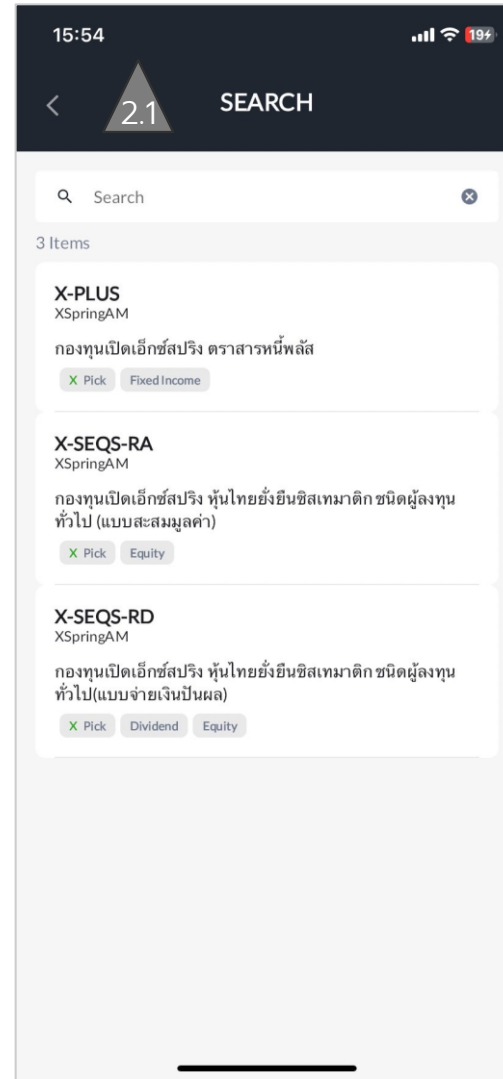 15:54
19
2.1
SEARCH
Search
3 Items
X-PLUS
XSpringAM
กองทุนเปิดเอ็กซ์สปริง ตราสารหนี้พลัส
X Pick Fixed Income
X-SEQS-RA
XSpringAM
กองทุนเปิดเอ็กซ์สปริง หุ้นไทยยั่งยืนซิสเทมาติก ชนิดผู้ลงทุน
ทั่วไป (แบบสะสมมูลค่า)
X Pick Equity
X-SEQS-RD
XSpringAM
กองทุนเปิดเอ็กซ์สปริง หุ้นไทยยั่งยืนซิสเทมาติก ชนิดผู้ลงทุน
ทั่วไป(แบบจ่ายเงินปันผล)
X Pick Dividend Equity